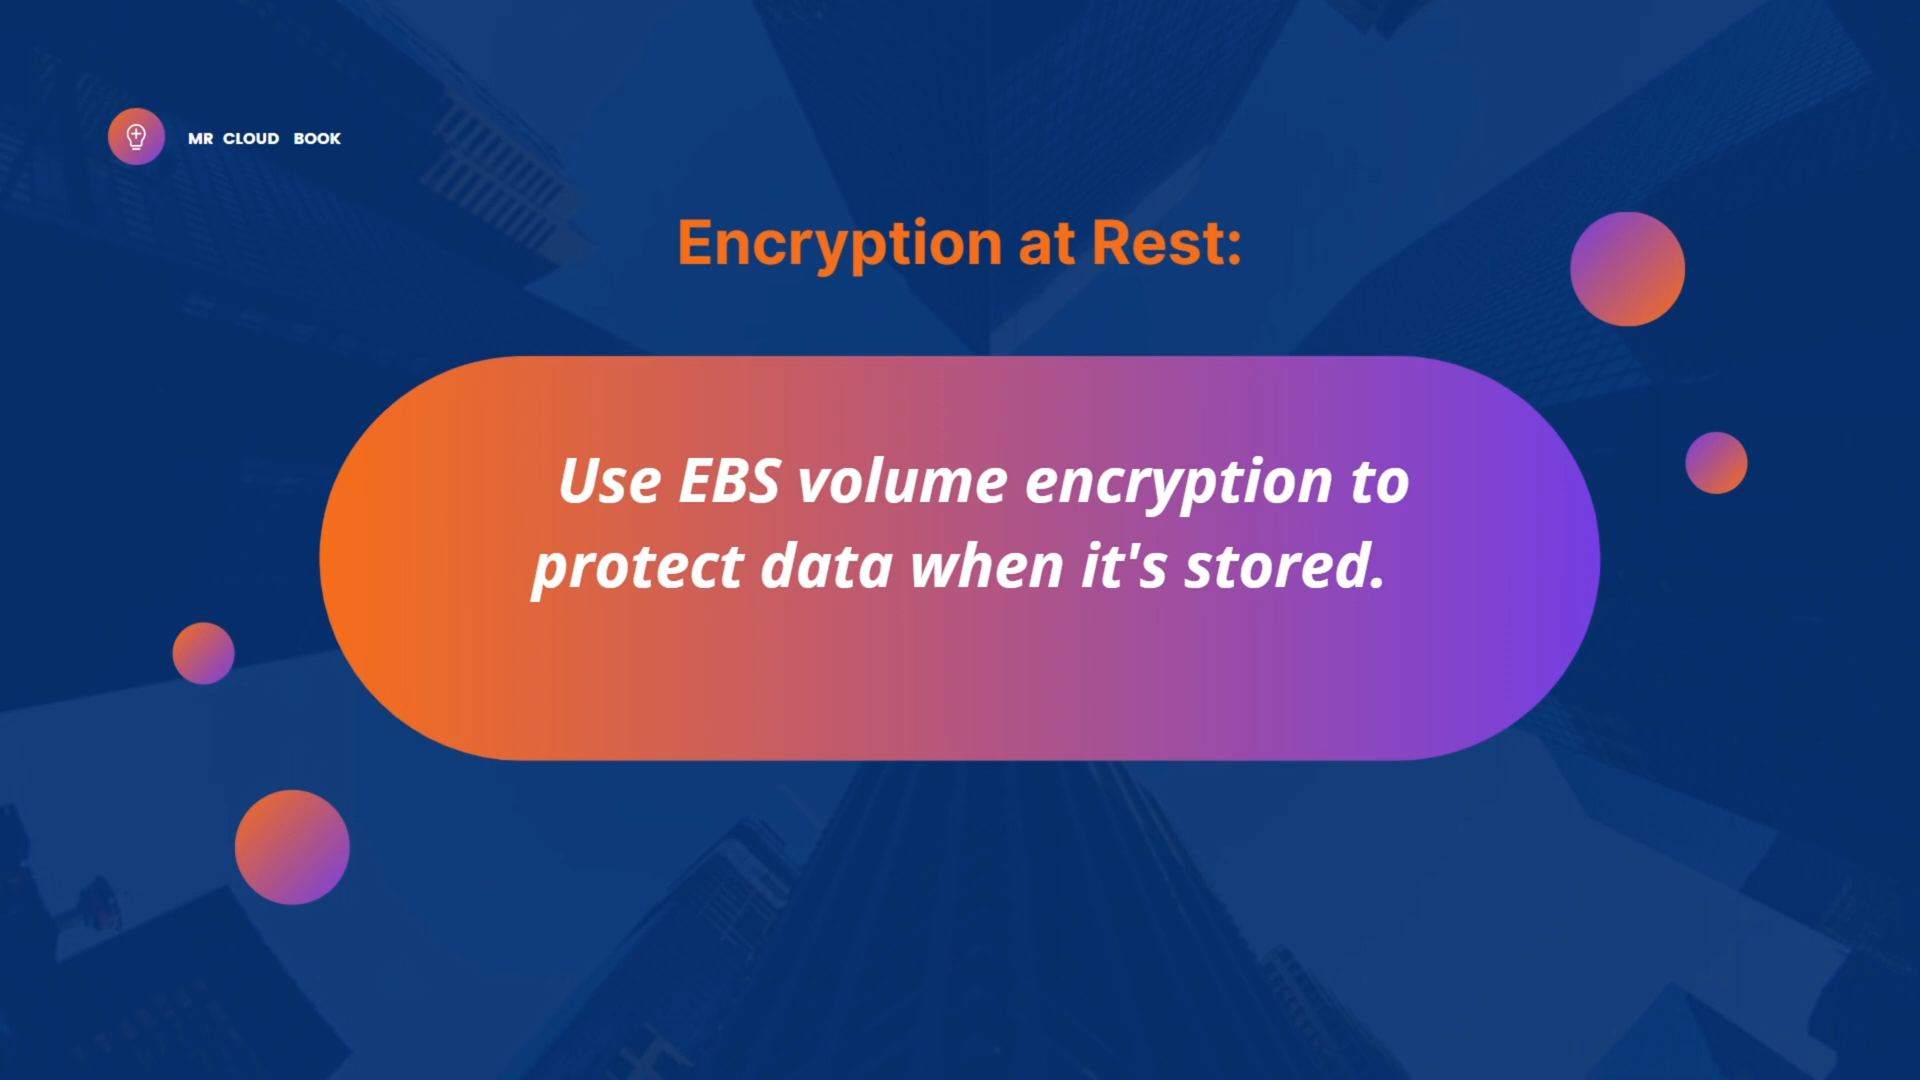 MR CLOUD BOOK
Encryption at Rest:
Use EBS volume encryption to
protect data when it's stored.